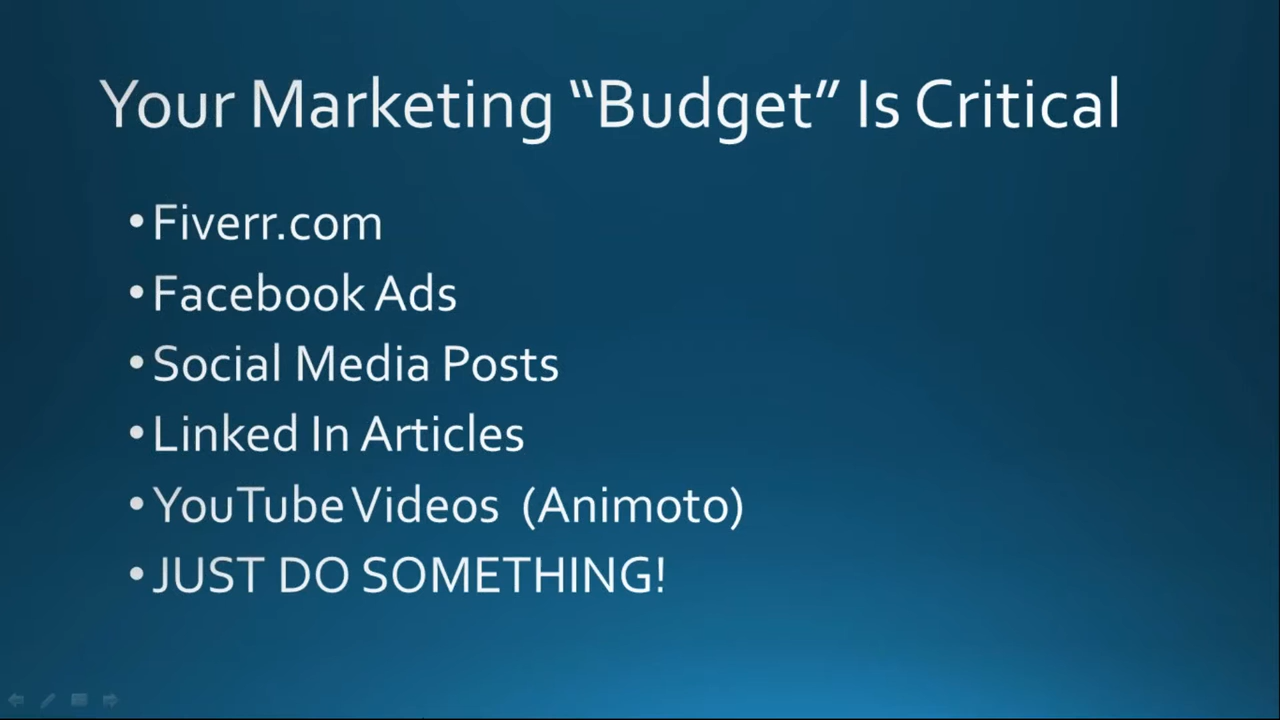 Your Marketing “Budget” Is Critical
•Fiverr.com
•Facebook Ads
•Social Media Posts
•Linked In Articles
•YouTube Videos (Animoto)
•JUST DO SOMETHING!